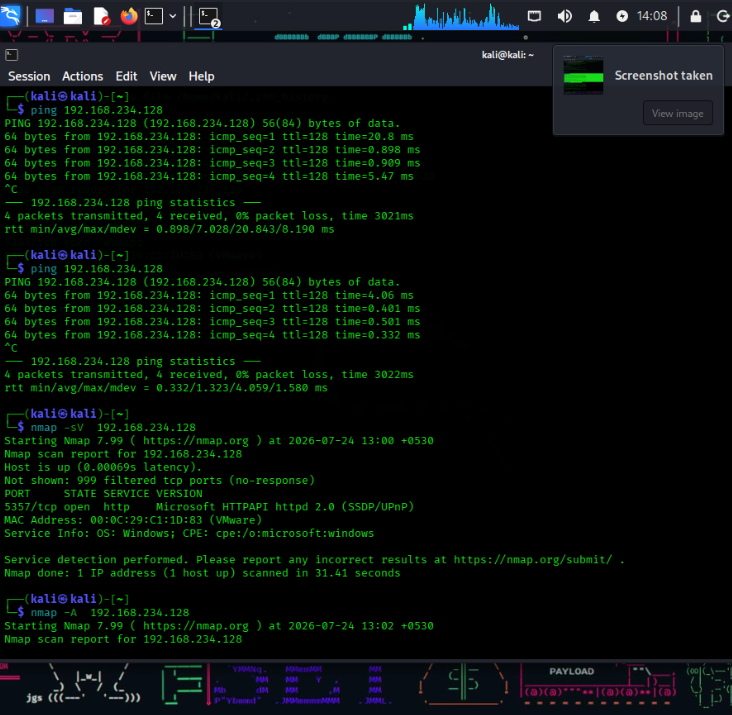 2
14:08
kali@kali: ~
Screenshot taken
View image
Session Actions Edit View Help
┌──(kali㉿kali)-[~]
└─$ ping 192.168.234.128
PING 192.168.234.128 (192.168.234.128) 56(84) bytes of data.
64 bytes from 192.168.234.128: icmp_seq=1 ttl=128 time=20.8 ms
64 bytes from 192.168.234.128: icmp_seq=2 ttl=128 time=0.898 ms
64 bytes from 192.168.234.128: icmp_seq=3 ttl=128 time=0.909 ms
64 bytes from 192.168.234.128: icmp_seq=4 ttl=128 time=5.47 ms
^C
--- 192.168.234.128 ping statistics ---
4 packets transmitted, 4 received, 0% packet loss, time 3021ms
rtt min/avg/max/mdev = 0.898/7.028/20.843/8.190 ms
┌──(kali㉿kali)-[~]
└─$ ping 192.168.234.128
PING 192.168.234.128 (192.168.234.128) 56(84) bytes of data.
64 bytes from 192.168.234.128: icmp_seq=1 ttl=128 time=4.06 ms
64 bytes from 192.168.234.128: icmp_seq=2 ttl=128 time=0.401 ms
64 bytes from 192.168.234.128: icmp_seq=3 ttl=128 time=0.501 ms
64 bytes from 192.168.234.128: icmp_seq=4 ttl=128 time=0.332 ms
^C
--- 192.168.234.128 ping statistics ---
4 packets transmitted, 4 received, 0% packet loss, time 3022ms
rtt min/avg/max/mdev = 0.332/1.323/4.059/1.580 ms
┌──(kali㉿kali)-[~]
└─$ nmap -sV  192.168.234.128
Starting Nmap 7.99 ( https://nmap.org ) at 2026-07-24 13:00 +0530
Nmap scan report for 192.168.234.128
Host is up (0.00069s latency).
Not shown: 999 filtered tcp ports (no-response)
PORT     STATE SERVICE VERSION
5357/tcp open  http    Microsoft HTTPAPI httpd 2.0 (SSDP/UPnP)
MAC Address: 00:0C:29:C1:1D:83 (VMware)
Service Info: OS: Windows; CPE: cpe:/o:microsoft:windows
Service detection performed. Please report any incorrect results at https://nmap.org/submit/ .
Nmap done: 1 IP address (1 host up) scanned in 31.41 seconds
┌──(kali㉿kali)-[~]
└─$ nmap -A  192.168.234.128
Starting Nmap 7.99 ( https://nmap.org ) at 2026-07-24 13:02 +0530
Nmap scan report for 192.168.234.128
PAYLOAD
jgs